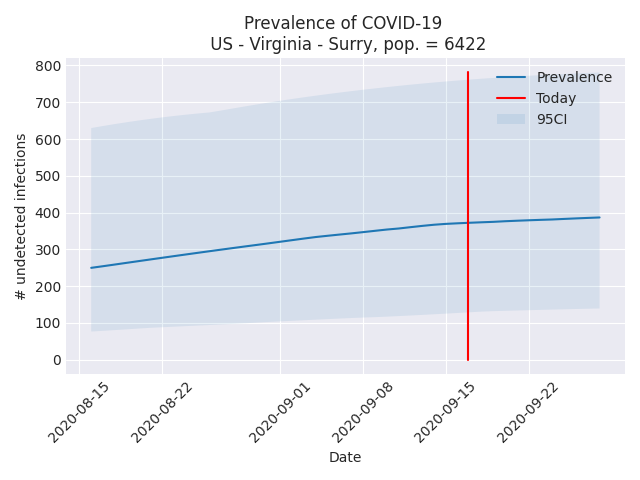 Prevalence of COVID-19
US - Virginia - Surry, pop. = 6422
# undetected infections
800
700
600
500
400
300
200
100
0
Prevalence
Today
95CI
2020-08-15
2020-08-22
2020-09-01
2020-09-08
2020-09-15
2020-09-22
Date